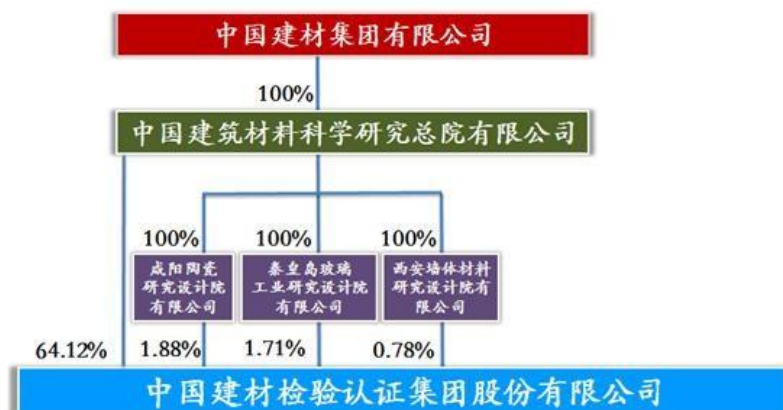 中国建材集团有限公司
100%
中国建筑材料科学研究总院有限公司
100%
100%
100%
咸阳陶瓷
研究设计院
有限公司
秦皇岛玻璃
工业研究设计院
有限公司
西安墙体材料
研究设计院有
限公司
64.12%
1.88%
1.71%
0.78%
中国建材检验认证集团股份有限公司